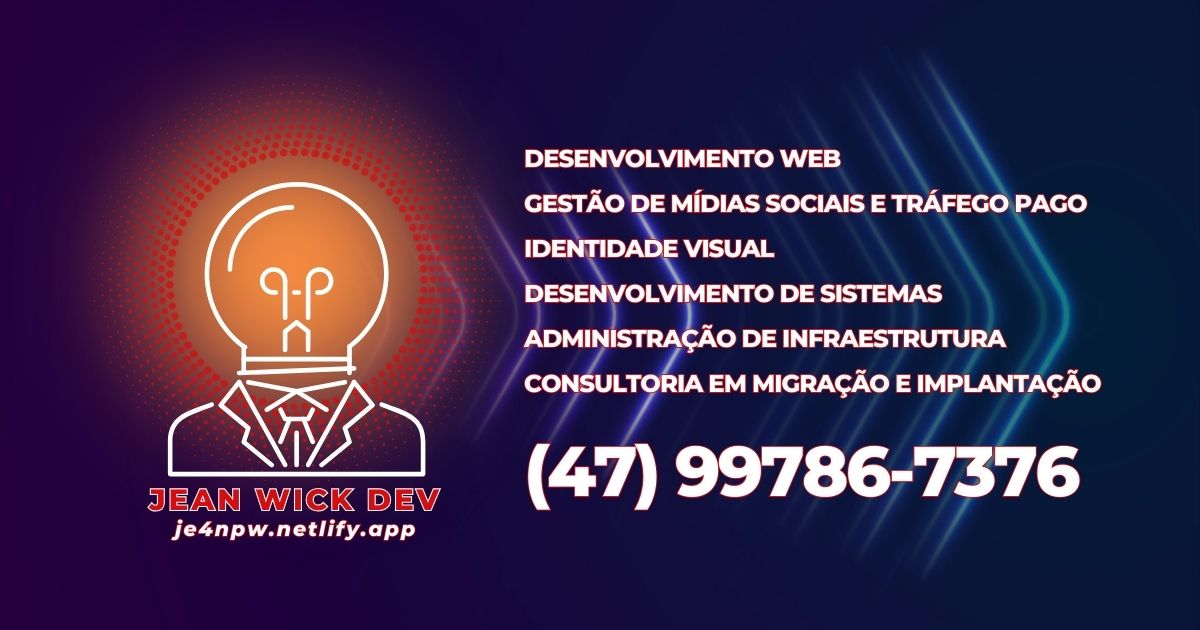 DESENVOLVIMENTO WEB
GESTÃO DE MÍDIAS SOCIAIS E TRÁFEGO PAGO
IDENTIDADE VISUAL
DESENVOLVIMENTO DE SISTEMAS
ADMINISTRAÇÃO DE INFRAESTRUTURA
CONSULTORIA EM MIGRAÇÃO E IMPLANTAÇÃO
(47) 99786-7376
JEAN WICK DEV
je4npw.netlify.app